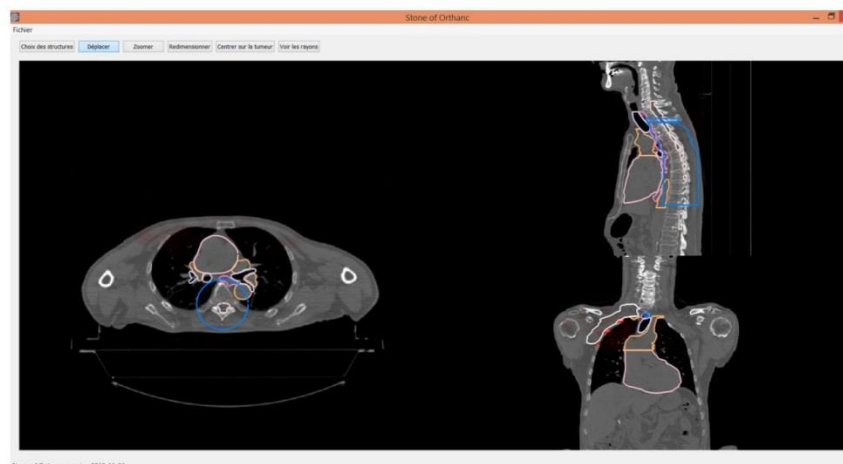 Stone of Orthanc
Fichier
Choix des structures Déplacer Zoomer Redimensionner Centrer sur la tumeur Voir les rayons